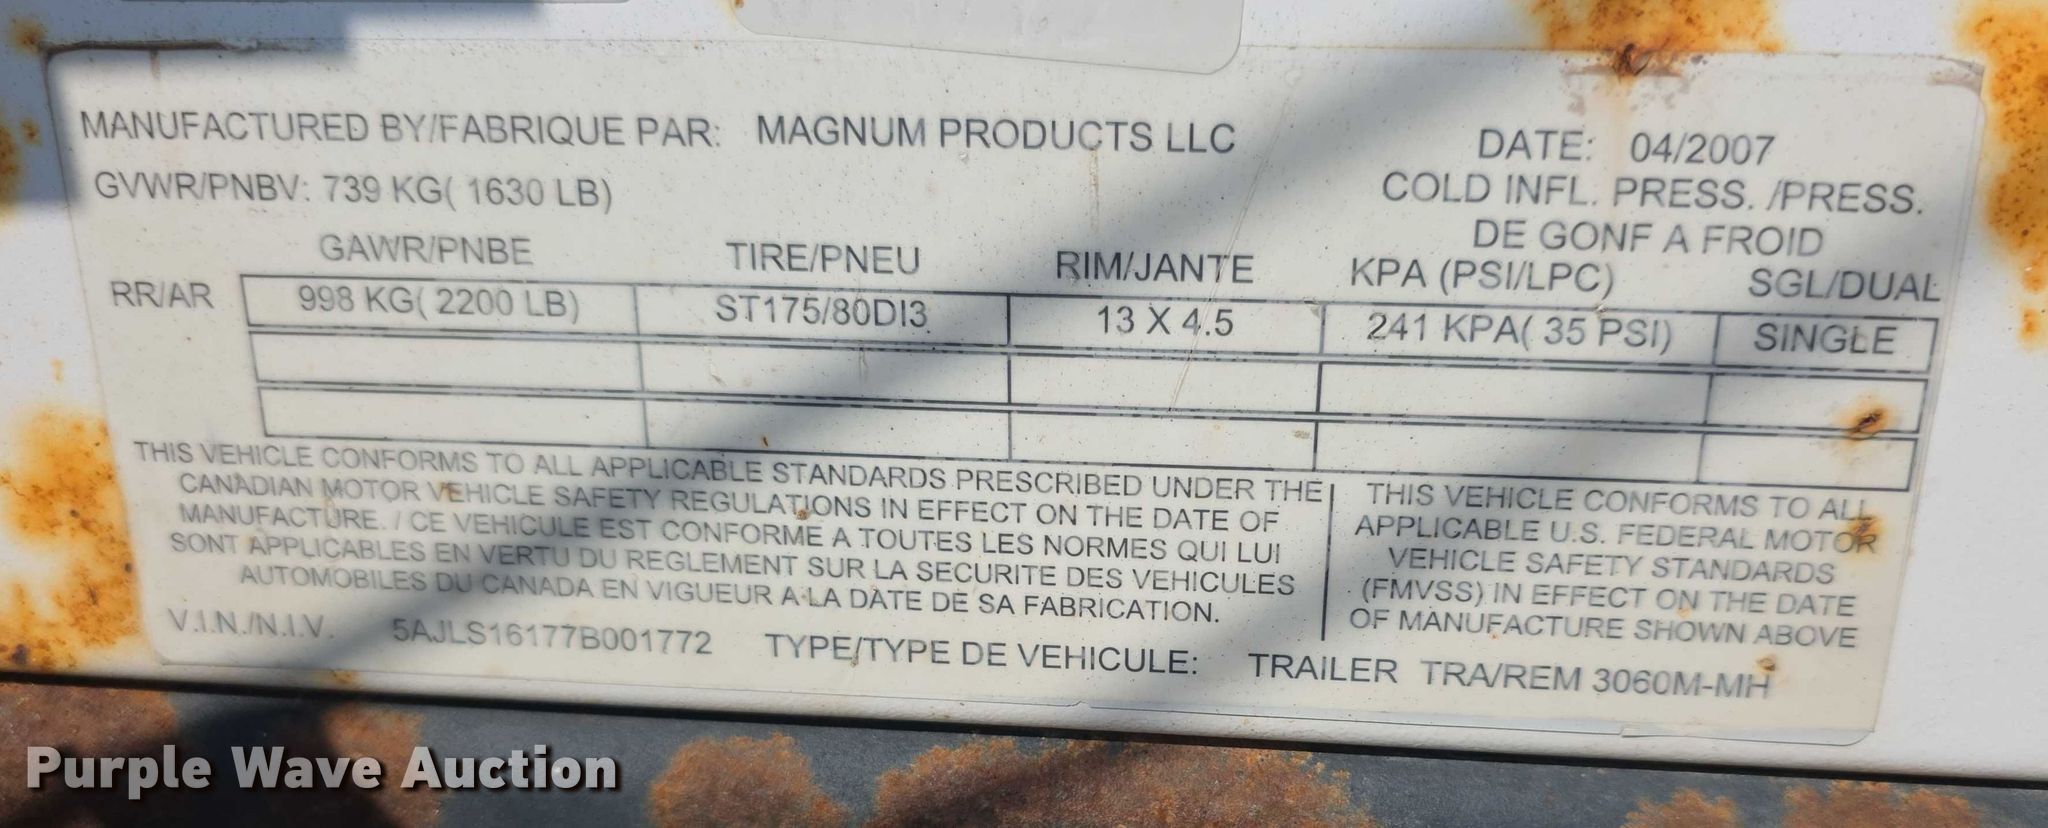 MANUFACTURED BY/FABRIQUE PAR: MAGNUM PRODUCTS LLC DATE: 04/2007
GVWR/PNBV: 739 KG( 1630 LB) COLD INFL. PRESS. /PRESS.
DE GONF A FROID
GAWR/PNBE TIRE/PNEU RIM/JANTE KPA (PSI/LPC) SGL/DUAL
RR/AR 998 KG( 2200 LB) ST175/80DI3 13 X 4.5 241 KPA( 35 PSI) SINGLE
THIS VEHICLE CONFORMS TO ALL APPLICABLE STANDARDS PRESCRIBED UNDER THE
CANADIAN MOTOR VEHICLE SAFETY REGULATIONS IN EFFECT ON THE DATE OF
MANUFACTURE. / CE VEHICULE EST CONFORME A TOUTES LES NORMES QUI LUI
SONT APPLICABLES EN VERTU DU REGLEMENT SUR LA SECURITE DES VEHICULES
AUTOMOBILES DU CANADA EN VIGUEUR A LA DATE DE SA FABRICATION.
THIS VEHICLE CONFORMS TO ALL
APPLICABLE U.S. FEDERAL MOTOR
VEHICLE SAFETY STANDARDS
(FMVSS) IN EFFECT ON THE DATE
OF MANUFACTURE SHOWN ABOVE
V.I.N./N.I.V. 5AJLS16177B001772 TYPE/TYPE DE VEHICULE: TRAILER TRA/REM 3060M-MH
Purple Wave Auction